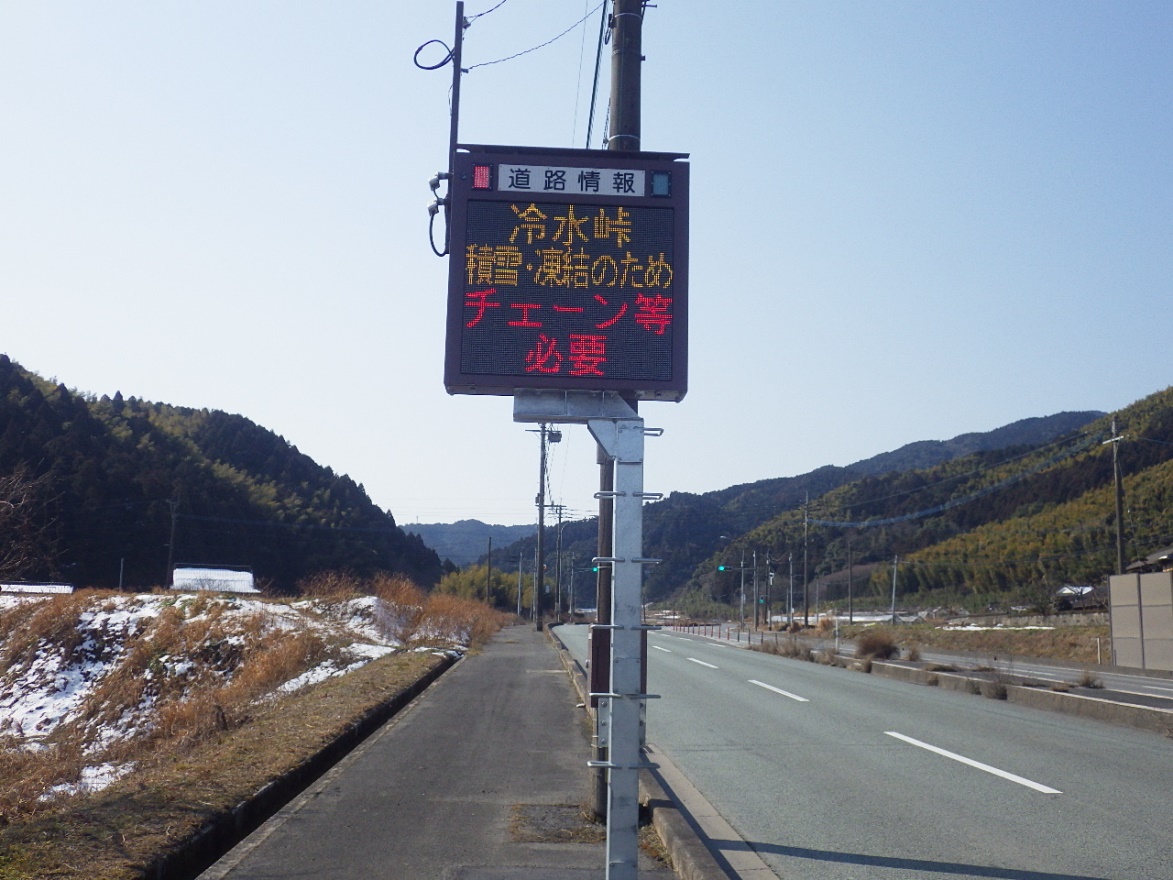 道路情報
冷水峠
積雪・凍結のため
チェーン等
必要